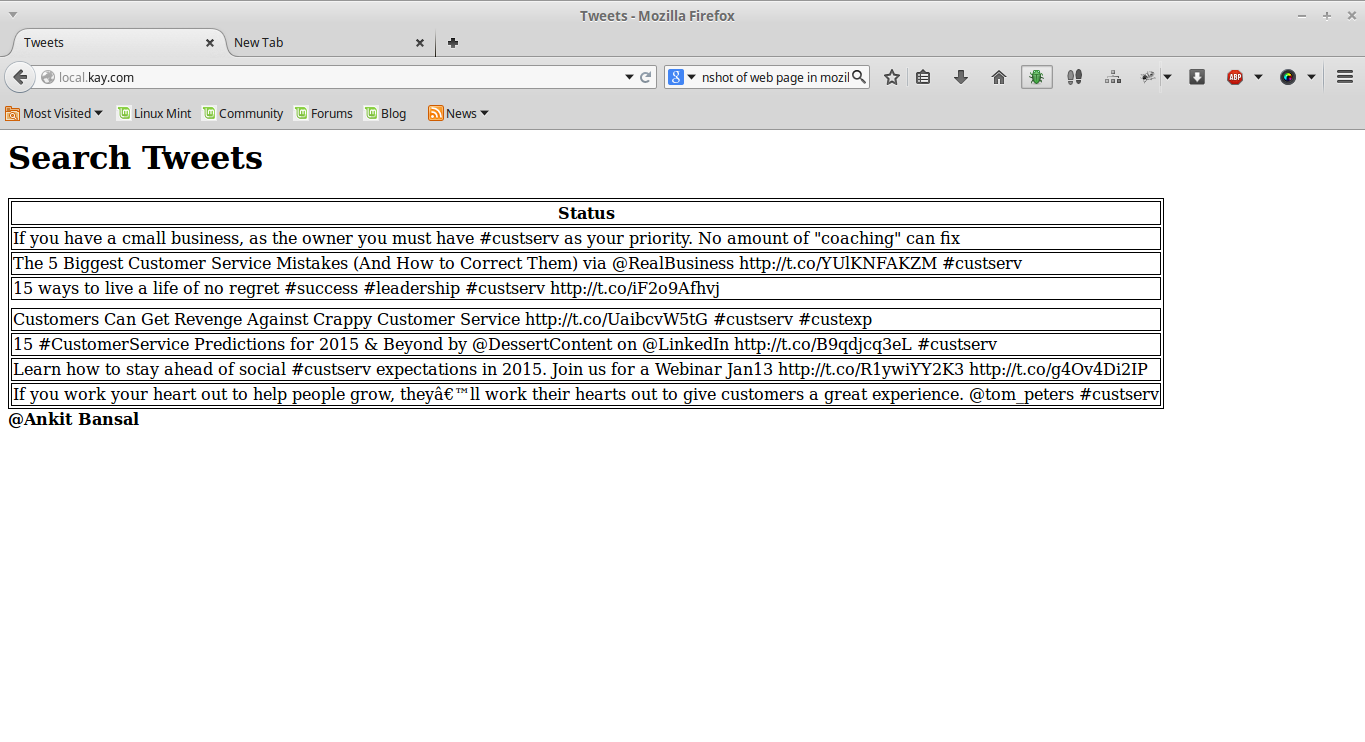 Tweets - Mozilla Firefox
Tweets
New Tab
local.kay.com
nshot of web page in mozil
ABP
Most Visited
Linux Mint
Community
Forums
Blog
News
Search Tweets
Status
If you have a cmall business, as the owner you must have #custserv as your priority. No amount of "coaching" can fix
The 5 Biggest Customer Service Mistakes (And How to Correct Them) via @RealBusiness http://t.co/YUlKNFAKZM #custserv
15 ways to live a life of no regret #success #leadership #custserv http://t.co/iF2o9Afhvj
Customers Can Get Revenge Against Crappy Customer Service http://t.co/UaibcvW5tG #custserv #custexp
15 #CustomerService Predictions for 2015 & Beyond by @DessertContent on @LinkedIn http://t.co/B9qdjcq3eL #custserv
Learn how to stay ahead of social #custserv expectations in 2015. Join us for a Webinar Jan13 http://t.co/R1ywiYY2K3 http://t.co/g4Ov4Di2IP
If you work your heart out to help people grow, theyâ€™ll work their hearts out to give customers a great experience. @tom_peters #custserv
@Ankit Bansal